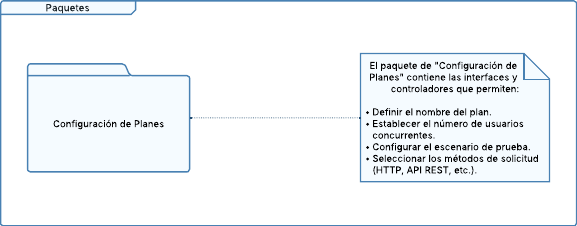 Paquetes
Configuración de Planes
El paquete de "Configuración de
Planes" contiene las interfaces y
controladores que permiten:
• Definir el nombre del plan.
• Establecer el número de usuarios
concurrentes.
• Configurar el escenario de prueba.
• Seleccionar los métodos de solicitud
(HTTP, API REST, etc.).